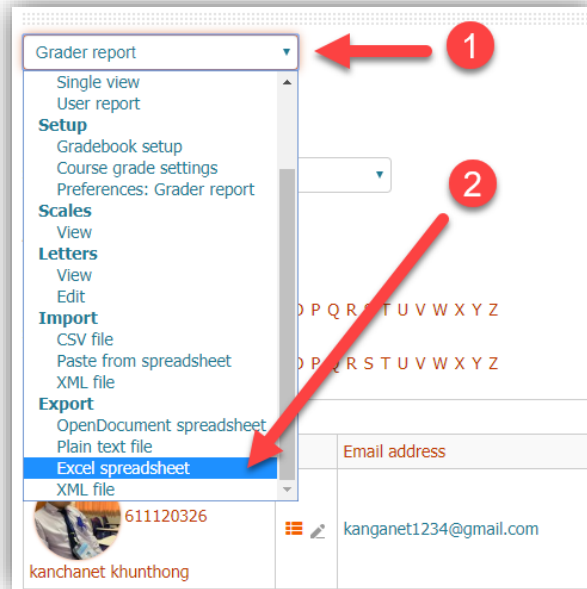 Grader report
1
Single view
User report
Setup
Gradebook setup
Course grade settings
Preferences: Grader report
Scales
View
2
Letters
View
Edit
P Q R S T U V W X Y Z
Import
CSV file
Paste from spreadsheet
P Q R S T U V W X Y Z
XML file
Export
OpenDocument spreadsheet
Plain text file
Email address
Excel spreadsheet
XML file
611120326
kanganet1234@gmail.com
kanchanet khunthong